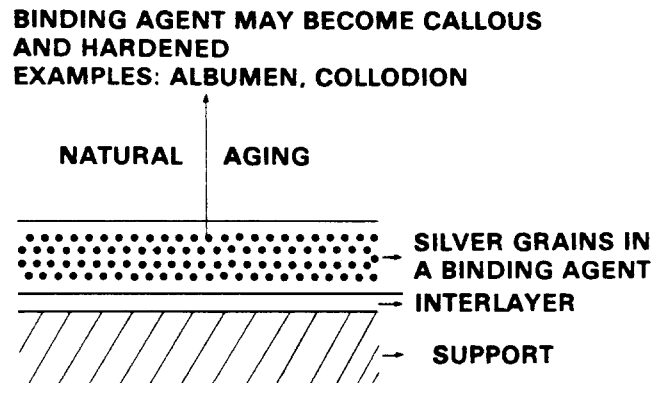 BINDING AGENT MAY BECOME CALLOUS
AND HARDENED
EXAMPLES: ALBUMEN, COLLODION
NATURAL AGING
SILVER GRAINS IN
A BINDING AGENT
INTERLAYER
SUPPORT